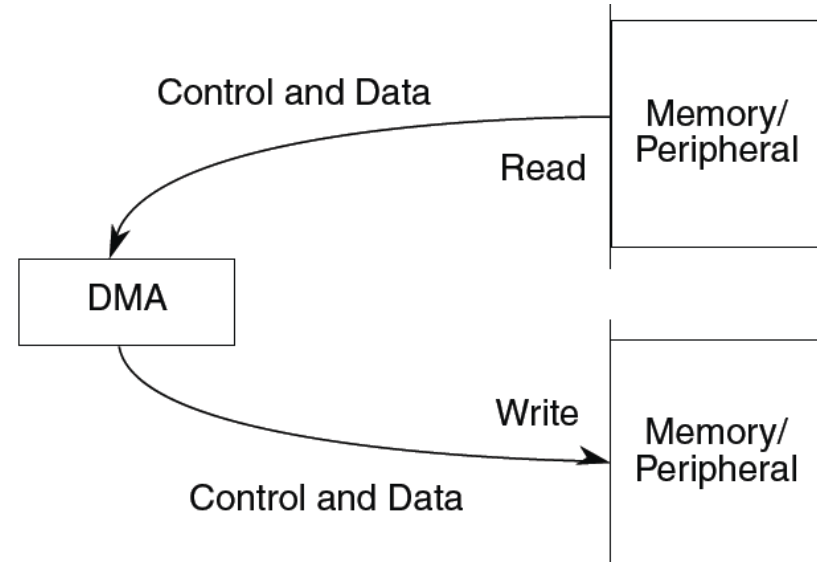 Control and Data
Memory/
Peripheral
Read
DMA
Write
Memory/
Peripheral
Control and Data